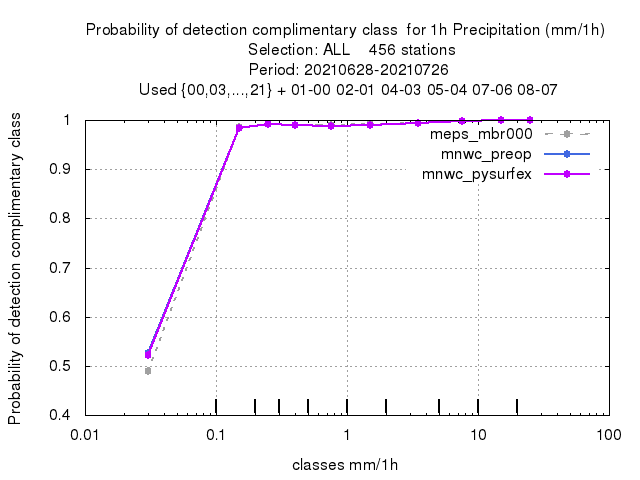 Probability of detection complimentary class  for 1h Precipitation (mm/1h)
Selection: ALL    456 stations
Period: 20210628-20210726
Used {00,03,...,21} + 01-00 02-01 04-03 05-04 07-06 08-07
Probability of detection complimentary class
1
0.9
0.8
0.7
0.6
0.5
0.4
meps_mbr000
mnwc_preop
mnwc_pysurfex
0.01
0.1
1
10
100
classes mm/1h